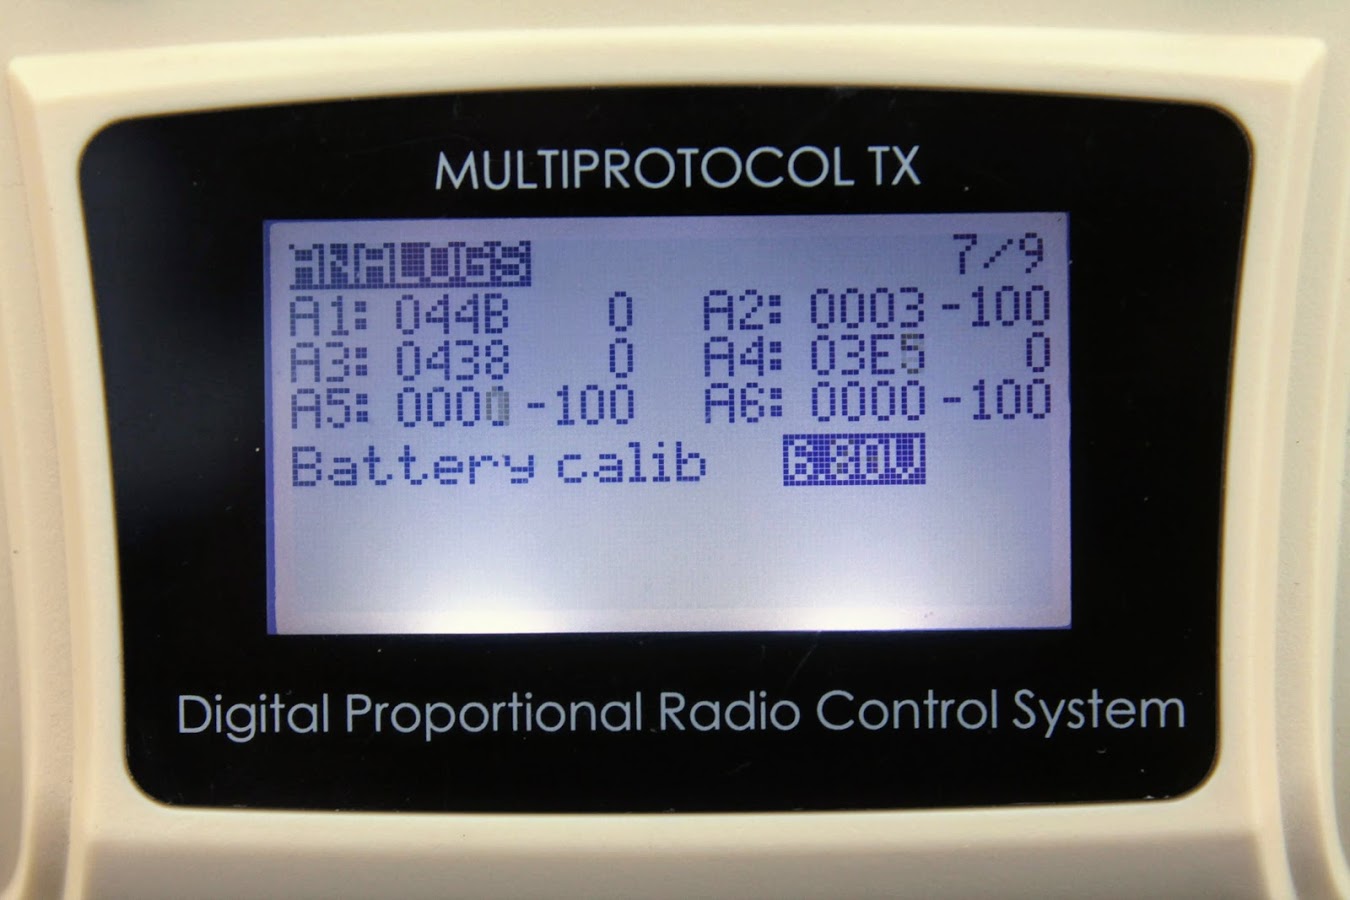 MULTIPROTOCOL TX
ANALOGS 7/9
A1: 044B 0 A2: 0003 -100
A3: 0438 0 A4: 03E5 0
A5: 0000 -100 A6: 0000 -100
Battery calib 6.80V
Digital Proportional Radio Control System